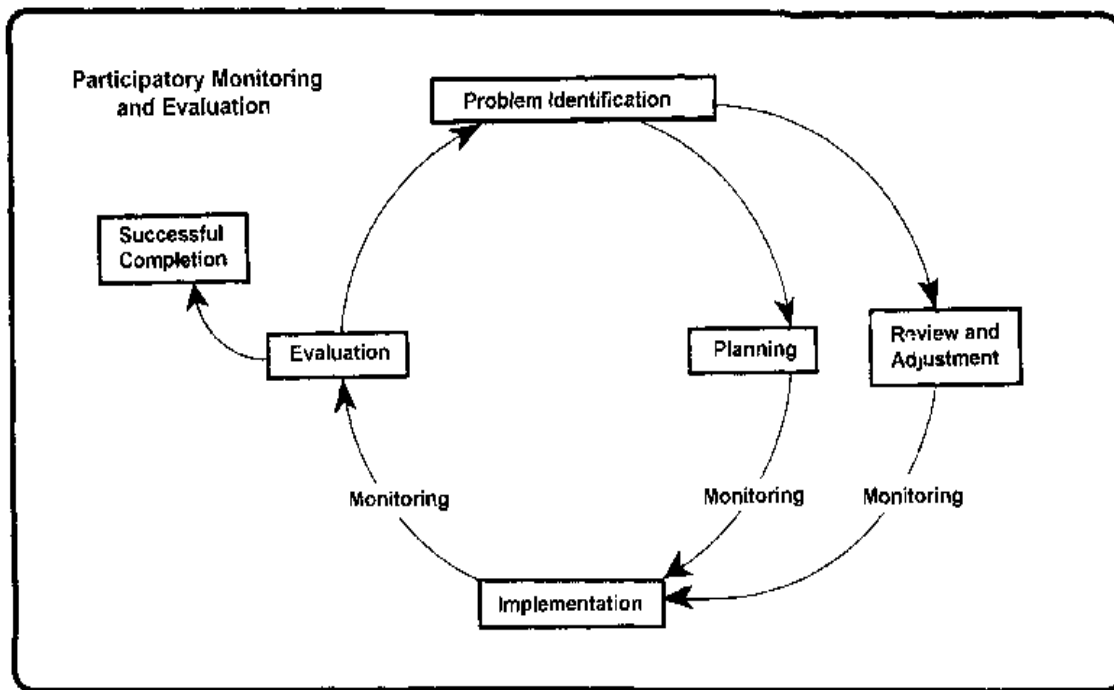 Participatory Monitoring
and Evaluation
Problem Identification
Successful
Completion
Evaluation
Planning
Review and
Adjustment
Monitoring
Monitoring
Monitoring
Implementation